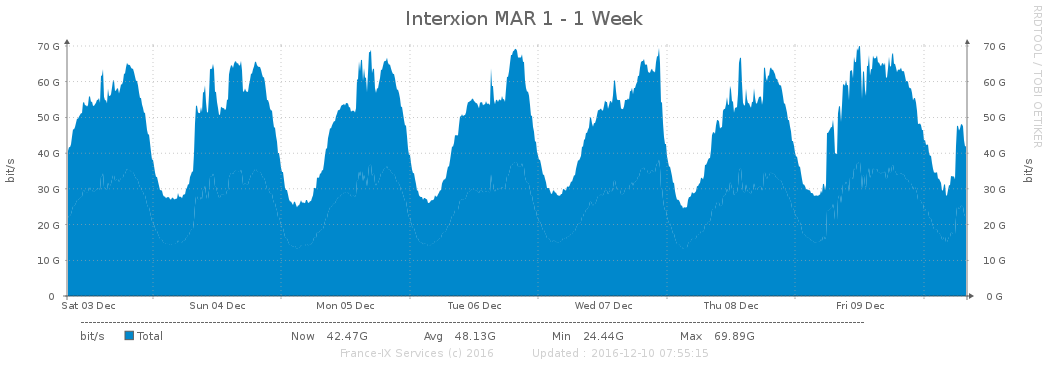 Interxion MAR 1 - 1 Week
RRDTOOL / TOBI OETIKER
bit/s
70 G 70 G
60 G 60 G
50 G 50 G
40 G 40 G
30 G 30 G
20 G 20 G
10 G 10 G
0 0 G
bit/s
Sat 03 Dec Sun 04 Dec Mon 05 Dec Tue 06 Dec Wed 07 Dec Thu 08 Dec Fri 09 Dec
bit/s Total Now 42.47G Avg 48.13G Min 24.44G Max 69.89G
France-IX Services (c) 2016 Updated : 2016-12-10 07:55:15